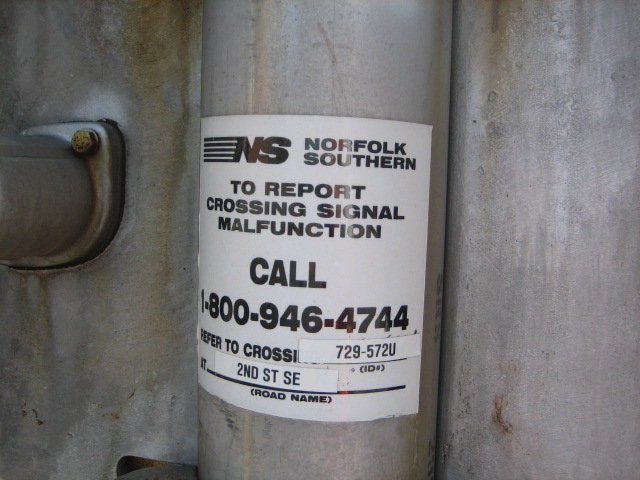 NS NORFOLK
SOUTHERN
TO REPORT
CROSSING SIGNAL
MALFUNCTION
CALL
1-800-946-4744
REFER TO CROSSI 729-572U
(ID#)
AT 2ND ST SE
(ROAD NAME)